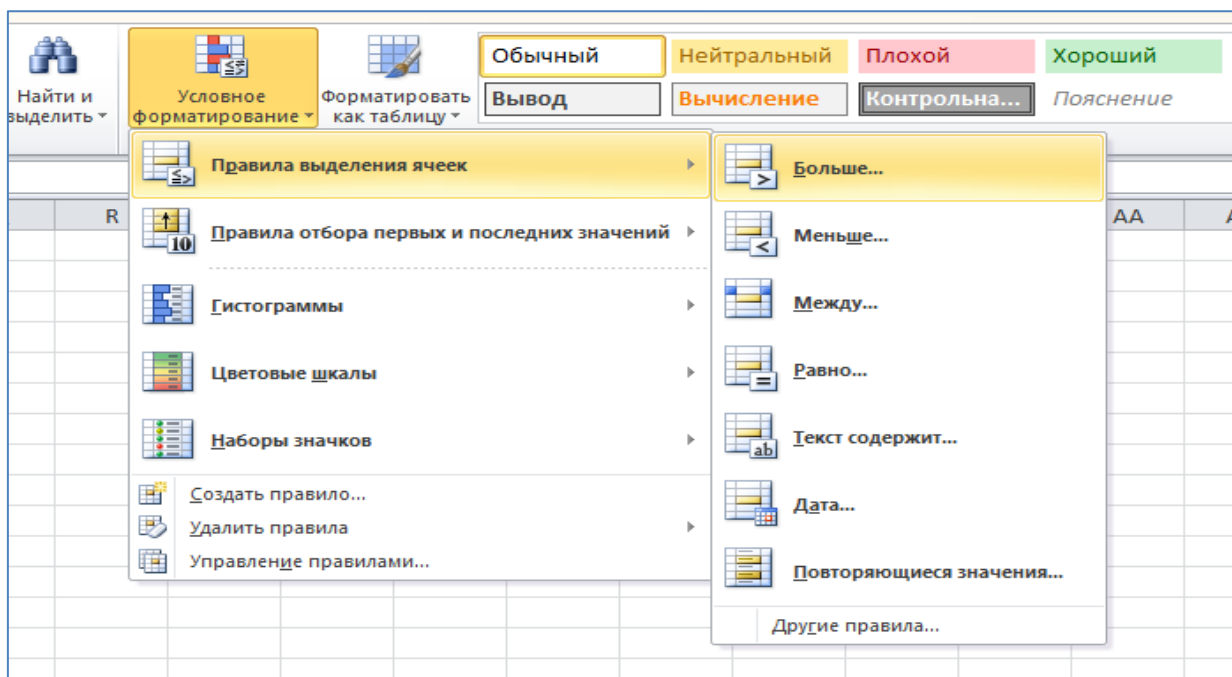 Найти и
выделить
Условное
форматирование
Форматировать
как таблицу
Обычный
Нейтральный
Плохой
Хороший
Вывод
Вычисление
Контрольна...
Пояснение
R
AA
Правила выделения ячеек
Правила отбора первых и последних значений
10
Гистограммы
Цветовые шкалы
Наборы значков
Создать правило...
Удалить правила
Управление правилами...
Больше...
Меньше...
Между...
Равно...
ab
Текст содержит...
Дата...
Повторяющиеся значения...
Другие правила...